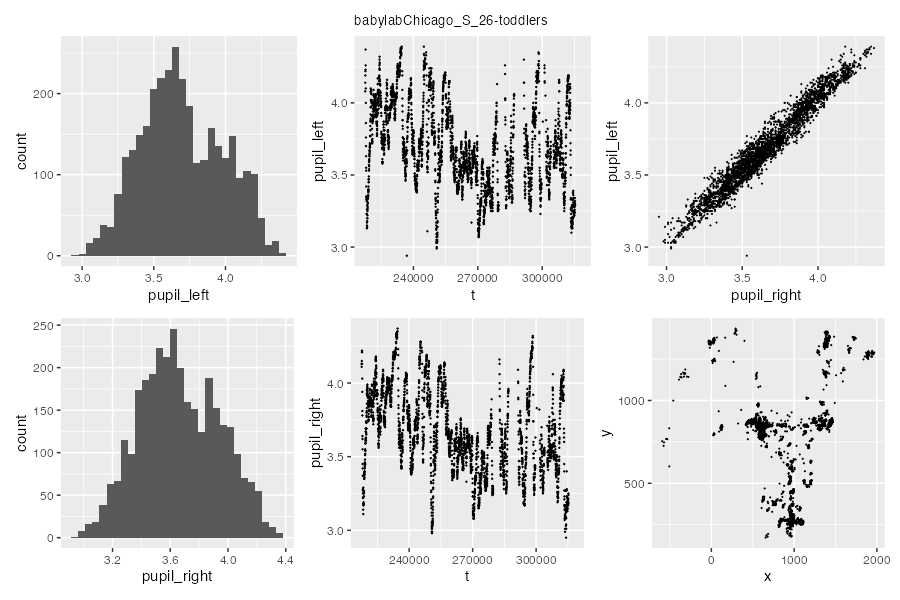 babylabChicago_S_26-toddlers
count
200
100
0
3.0 3.5 4.0
pupil_left
pupil_left
4.0
3.5
3.0
240000 270000 300000
t
pupil_left
4.0
3.5
3.0
3.0 3.5 4.0
pupil_right
count
250
200
150
100
50
0
3.2 3.6 4.0 4.4
pupil_right
pupil_right
4.0
3.5
3.0
240000 270000 300000
t
y
1000
500
0 1000 2000
x